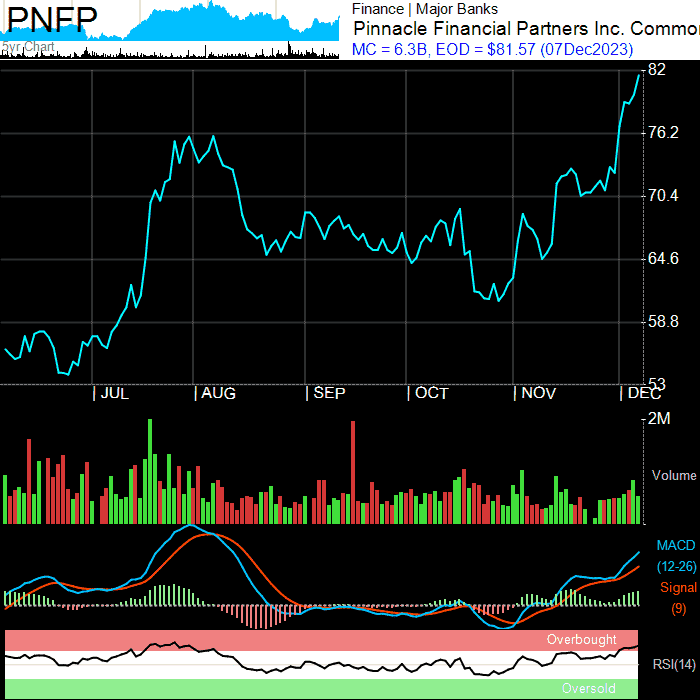 PNFP
5yr Chart
Finance | Major Banks
Pinnacle Financial Partners Inc. Commo
MC = 6.3B, EOD = $81.57 (07Dec2023)
82
76.2
70.4
64.6
58.8
53
JUL AUG SEP OCT NOV DEC
2M
Volume
MACD
(12-26)
Signal
(9)
Overbought
RSI(14)
Oversold